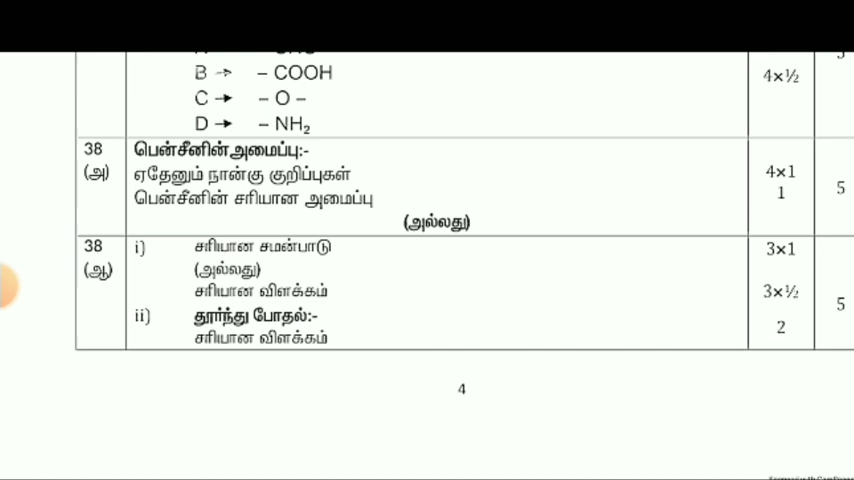 B → – COOH
4×½
C → – O –
D → – NH₂
38
(அ)
பென்சீனின்அமைப்பு:-
ஏதேனும் நான்கு குறிப்புகள்
4×1
பென்சீனின் சரியான அமைப்பு
1
5
(அல்லது)
38
(ஆ)
i) சரியான சமன்பாடு
3×1
(அல்லது)
சரியான விளக்கம்
3×½
5
ii) தூர்ந்து போதல்:-
சரியான விளக்கம்
2
4